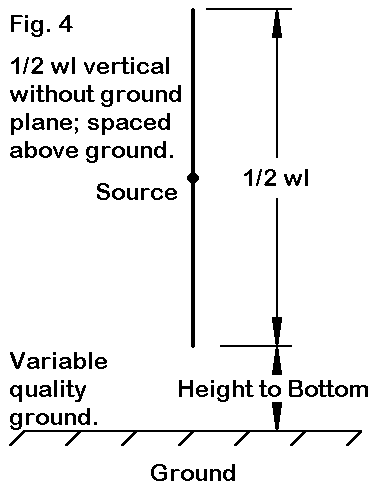 Fig. 4
1/2 wl vertical
without ground
plane; spaced
above ground.
Source
1/2 wl
Variable
quality
ground.
Height to Bottom
Ground